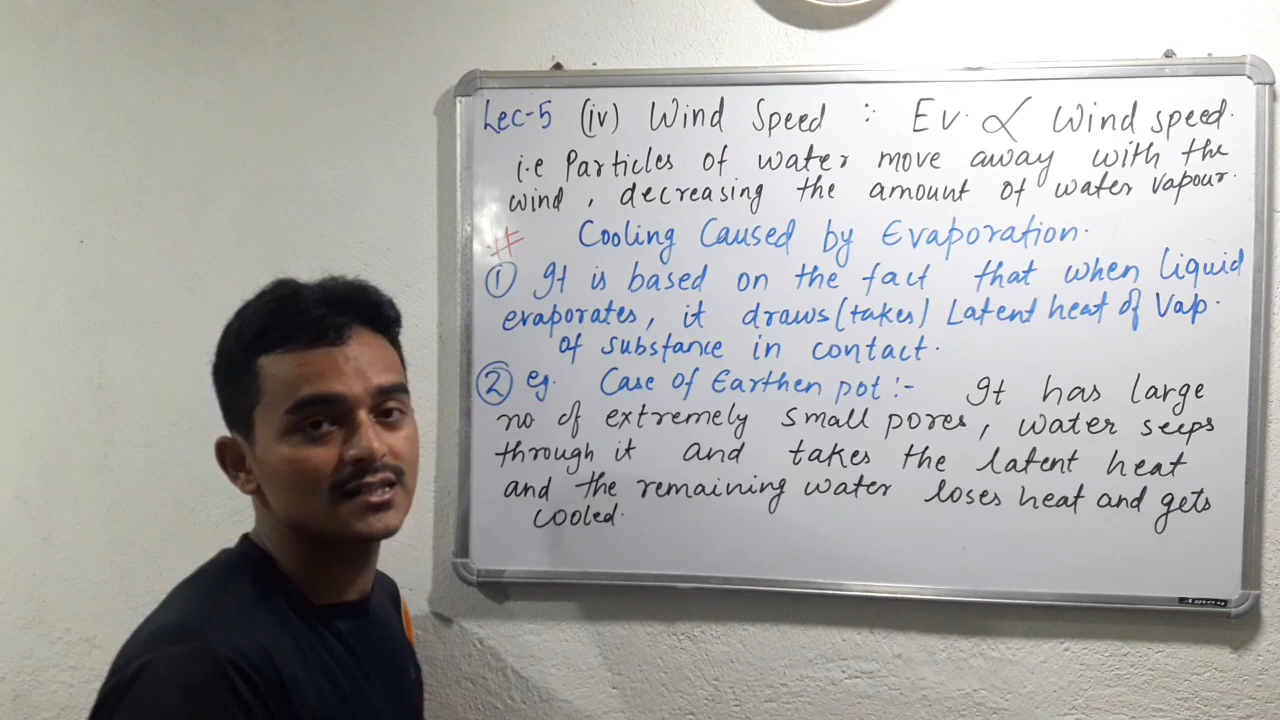 Lec-5 (iv) Wind Speed : Ev. ∝ Wind speed.
i.e Particles of water move away with the
wind, decreasing the amount of water vapour.
# Cooling Caused by Evaporation.
① It is based on the fact that when liquid
evaporates, it draws (takes) Latent heat of Vap.
of substance in contact.
② eg. Case of Earthen pot :- It has large
no of extremely small pores, water seeps
through it and takes the latent heat
and the remaining water loses heat and gets
cooled.
Aman